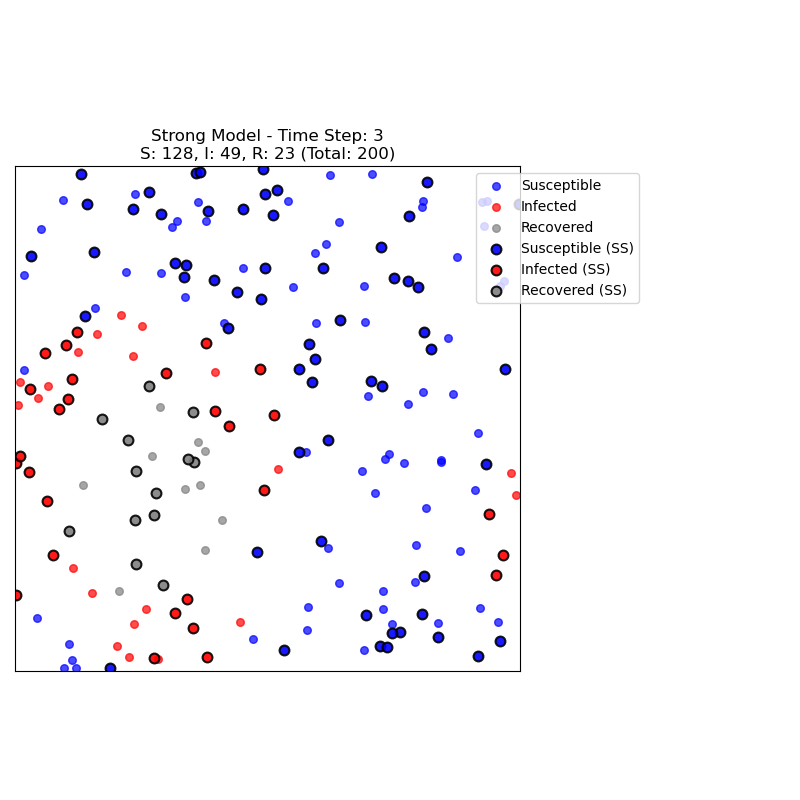 Strong Model - Time Step: 3
S: 128, I: 49, R: 23 (Total: 200)
Susceptible
Infected
Recovered
Susceptible (SS)
Infected (SS)
Recovered (SS)